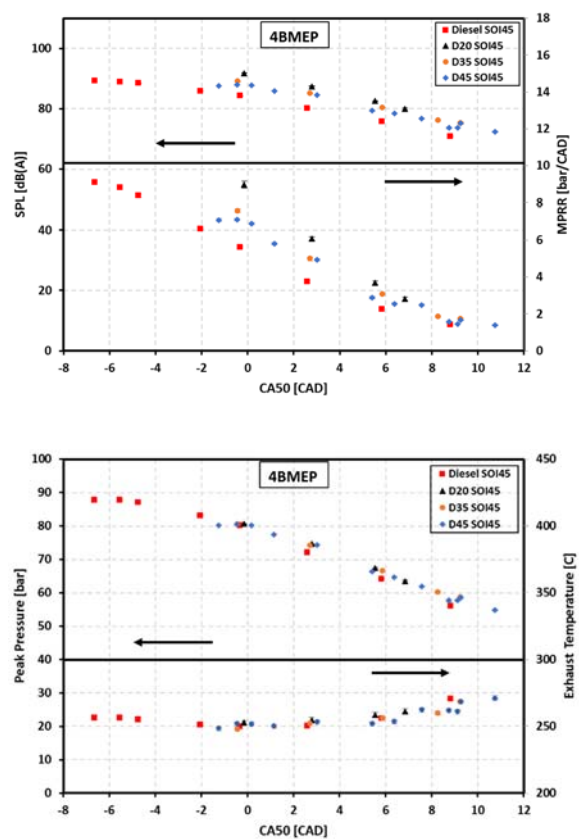 4BMEP
Diesel SOI45
D20 SOI45
D35 SOI45
D45 SOI45
100
80
60
40
20
0
SPL [dB(A)]
18
16
14
12
10
8
6
4
2
0
MPRR [bar/CAD]
-8 -6 -4 -2 0 2 4 6 8 10 12
CA50 [CAD]
4BMEP
Diesel SOI45
D20 SOI45
D35 SOI45
D45 SOI45
100
90
80
70
60
50
40
30
20
10
0
Peak Pressure [bar]
450
400
350
300
250
200
Exhaust Temperature [C]
-8 -6 -4 -2 0 2 4 6 8 10 12
CA50 [CAD]